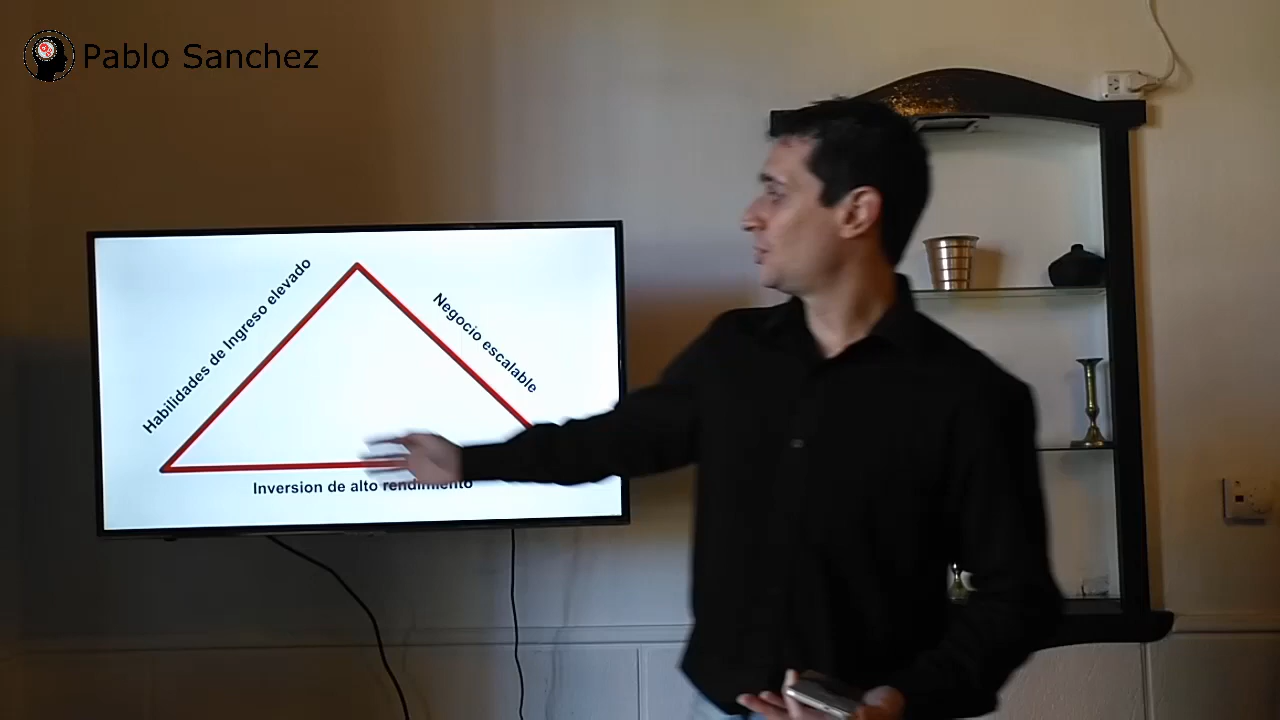 Pablo Sanchez
Habilidades de Ingreso elevado
Negocio escalable
Inversion de alto rendimiento